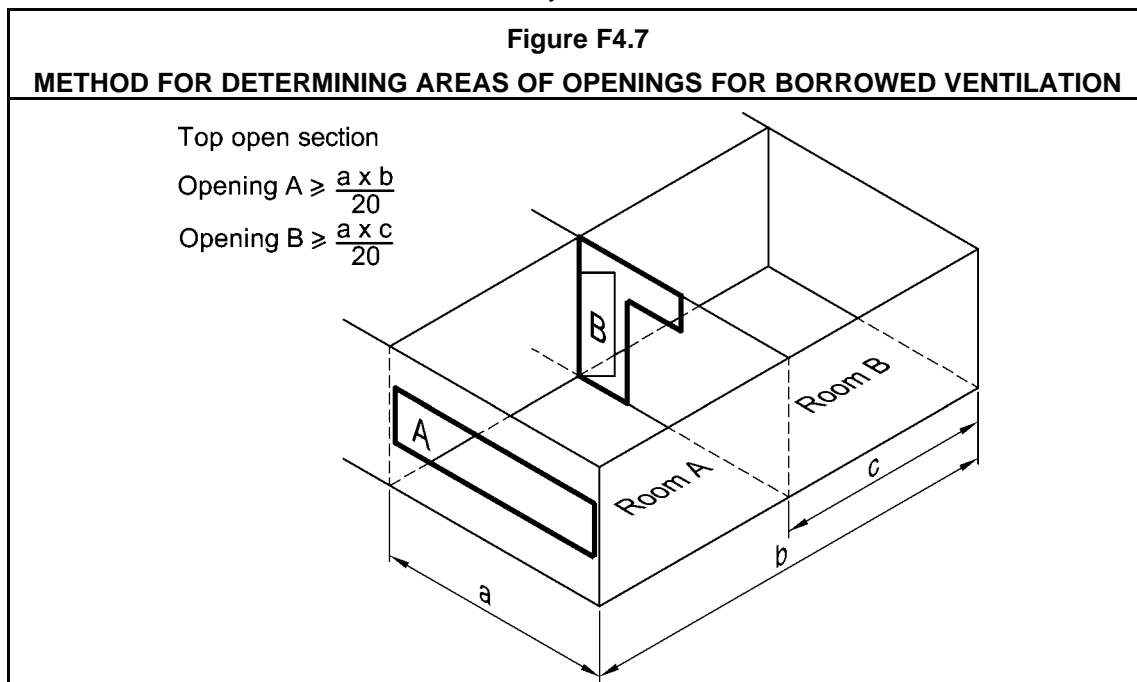 Figure F4.7
METHOD FOR DETERMINING AREAS OF OPENINGS FOR BORROWED VENTILATION
Top open section
Opening A ⩾ a x b / 20
Opening B ⩾ a x c / 20
B
A
Room A
Room B
a
b
c